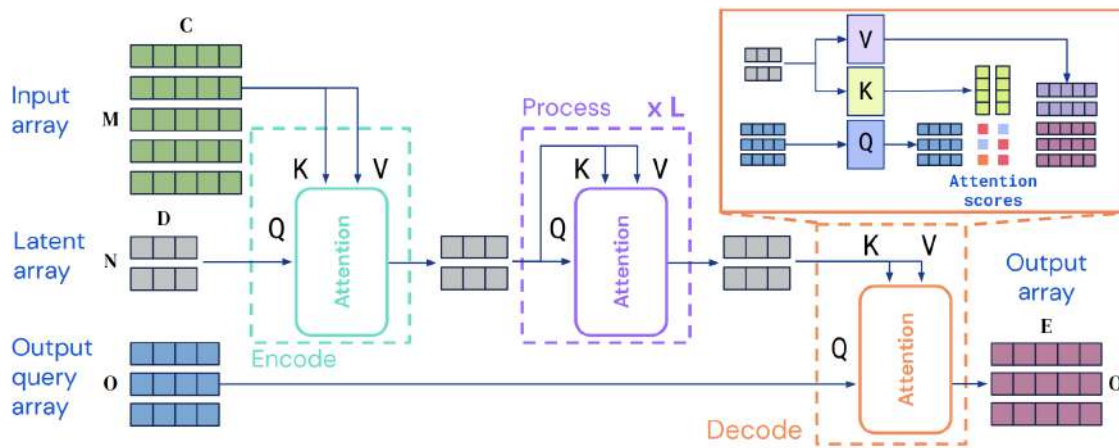 C
Input
array
M
D
Latent
array
N
Output
query
array
O
K
V
Q
Attention
Encode
Process
x L
K
V
Q
Attention
K
V
Q
Attention
Decode
V
K
Q
Attention
scores
Output
array
E
O